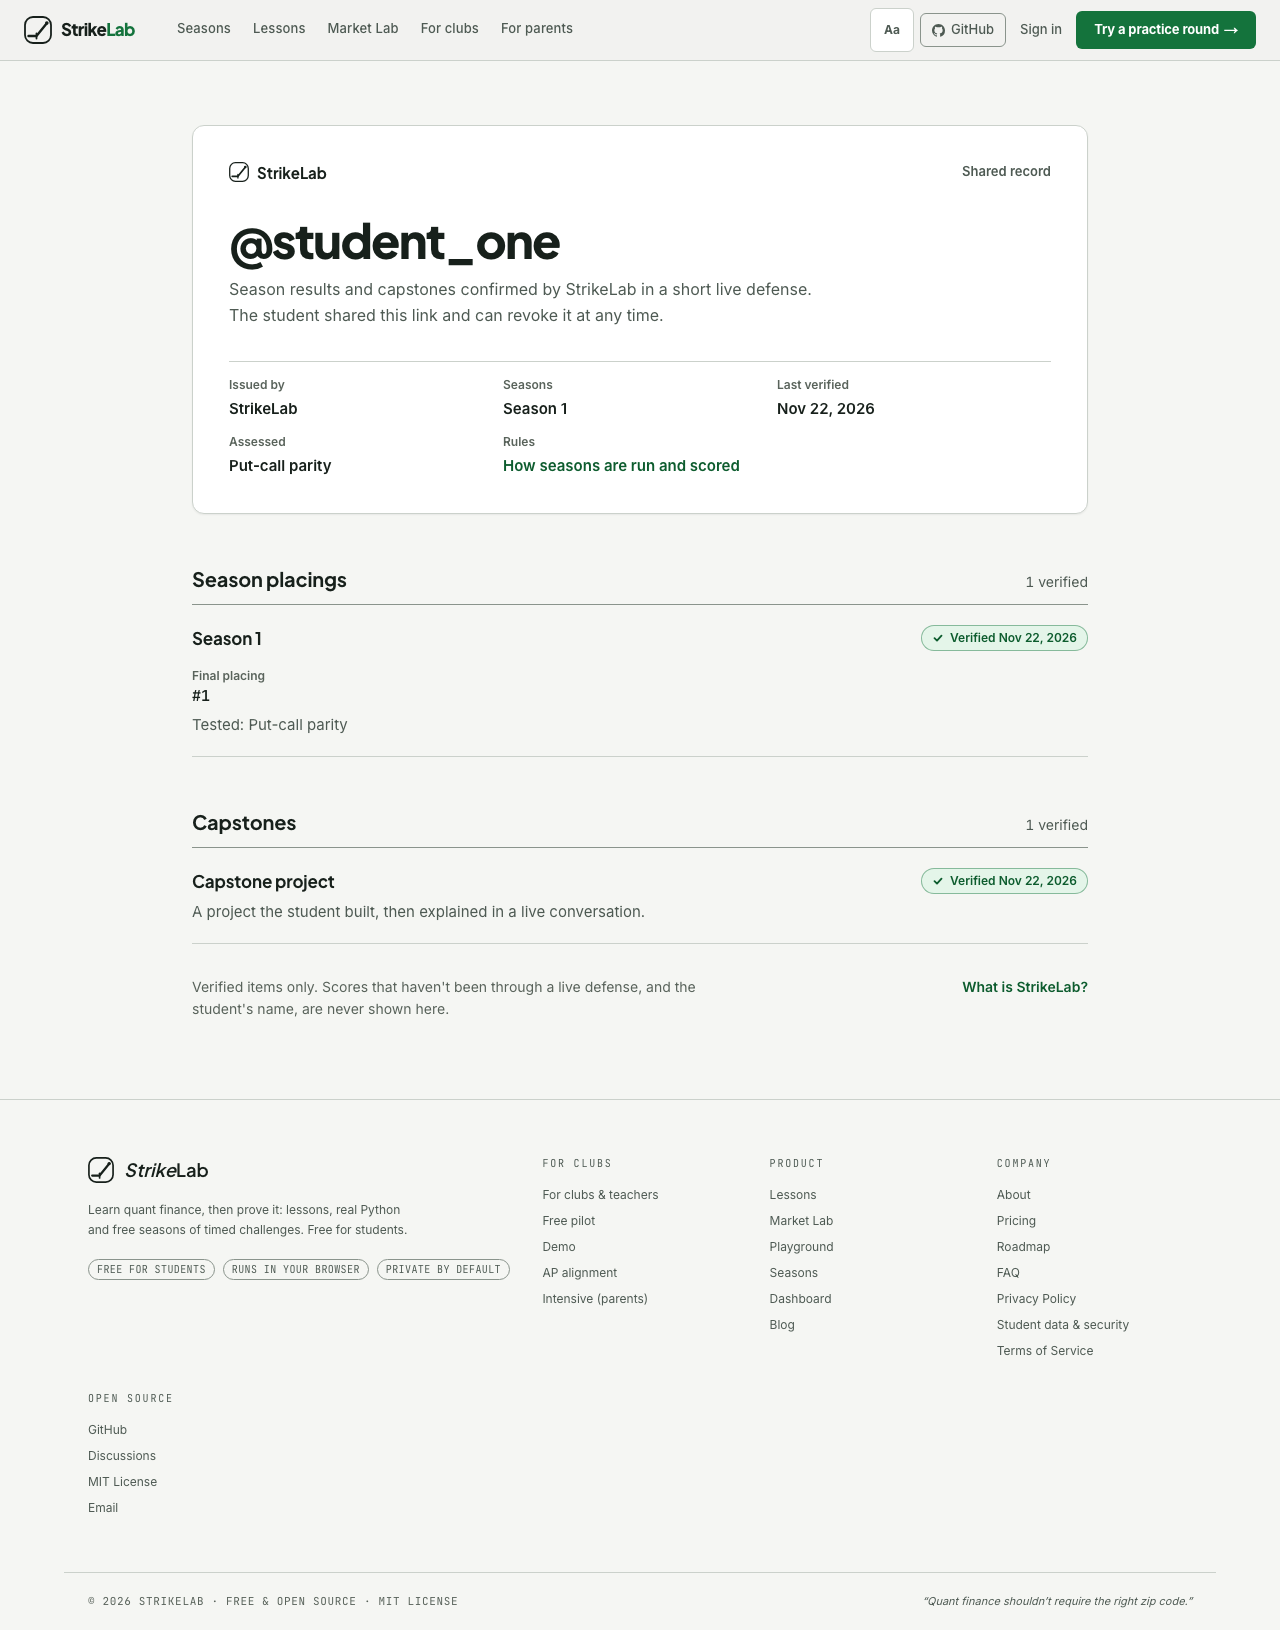 StrikeLab
Seasons
Lessons
Market Lab
For clubs
For parents
Aa
GitHub
Sign in
Try a practice round →
StrikeLab
Shared record
@student_one
Season results and capstones confirmed by StrikeLab in a short live defense.
The student shared this link and can revoke it at any time.
Issued by
StrikeLab
Seasons
Season 1
Last verified
Nov 22, 2026
Assessed
Put-call parity
Rules
How seasons are run and scored
Season placings
1 verified
Season 1
Verified Nov 22, 2026
Final placing
#1
Tested: Put-call parity
Capstones
1 verified
Capstone project
Verified Nov 22, 2026
A project the student built, then explained in a live conversation.
Verified items only. Scores that haven't been through a live defense, and the
student's name, are never shown here.
What is StrikeLab?
StrikeLab
Learn quant finance, then prove it: lessons, real Python
and free seasons of timed challenges. Free for students.
FREE FOR STUDENTS
RUNS IN YOUR BROWSER
PRIVATE BY DEFAULT
FOR CLUBS
For clubs & teachers
Free pilot
Demo
AP alignment
Intensive (parents)
PRODUCT
Lessons
Market Lab
Playground
Seasons
Dashboard
Blog
COMPANY
About
Pricing
Roadmap
FAQ
Privacy Policy
Student data & security
Terms of Service
OPEN SOURCE
GitHub
Discussions
MIT License
Email
© 2026 STRIKELAB · FREE & OPEN SOURCE · MIT LICENSE
“Quant finance shouldn’t require the right zip code.”